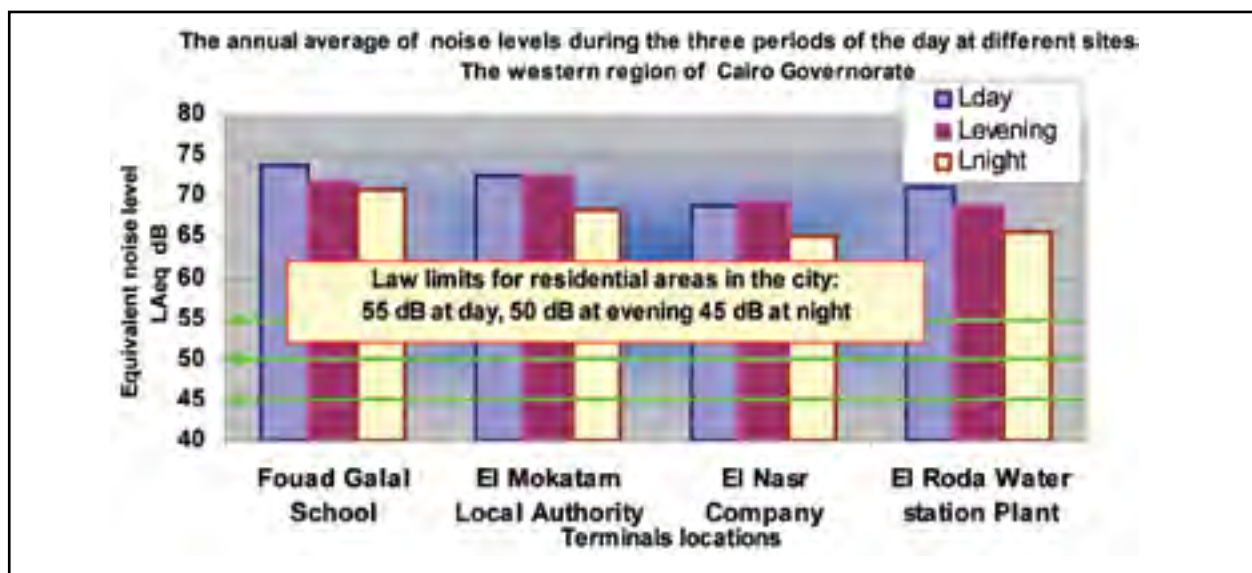 The annual average of noise levels during the three periods of the day at different sites
The western region of Cairo Governorate
Lday
Levening
Lnight
Equivalent noise level
LAeq dB
80
75
70
65
60
55
50
45
40
Law limits for residential areas in the city:
55 dB at day, 50 dB at evening 45 dB at night
Fouad Galal
School
El Mokatam
Local Authority
El Nasr
Company
El Roda Water
station Plant
Terminals locations